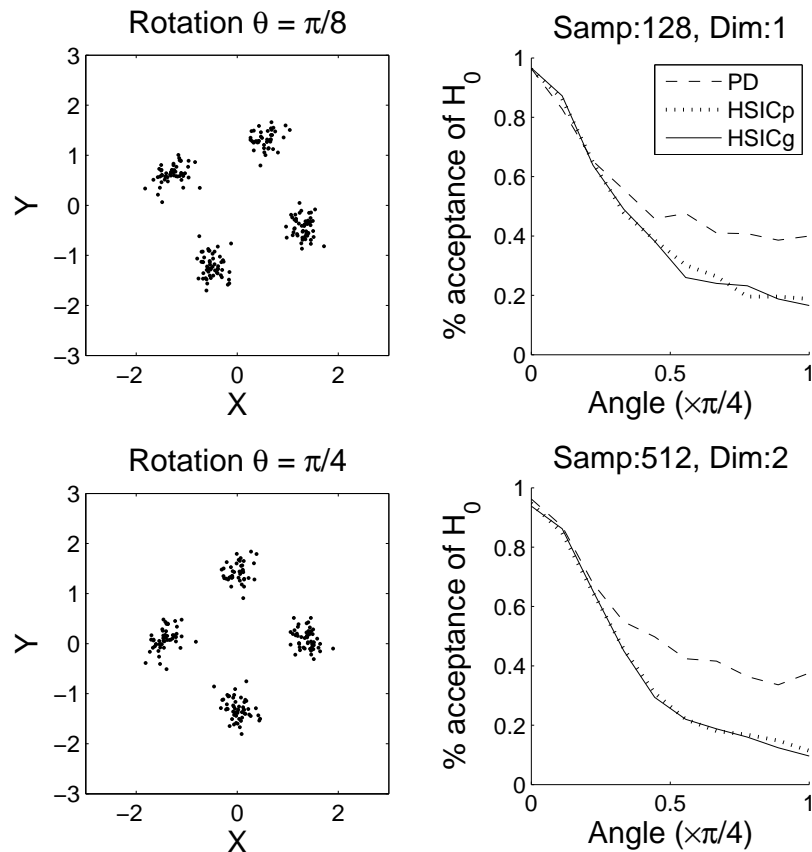 Rotation θ = π/8
3
2
1
0
−1
−2
−3
Y
−2 0 2
X
Samp:128, Dim:1
1
0.8
0.6
0.4
0.2
0
% acceptance of H0
PD
HSICp
HSICg
0 0.5 1
Angle (×π/4)
Rotation θ = π/4
3
2
1
0
−1
−2
−3
Y
−2 0 2
X
Samp:512, Dim:2
1
0.8
0.6
0.4
0.2
0
% acceptance of H0
0 0.5 1
Angle (×π/4)